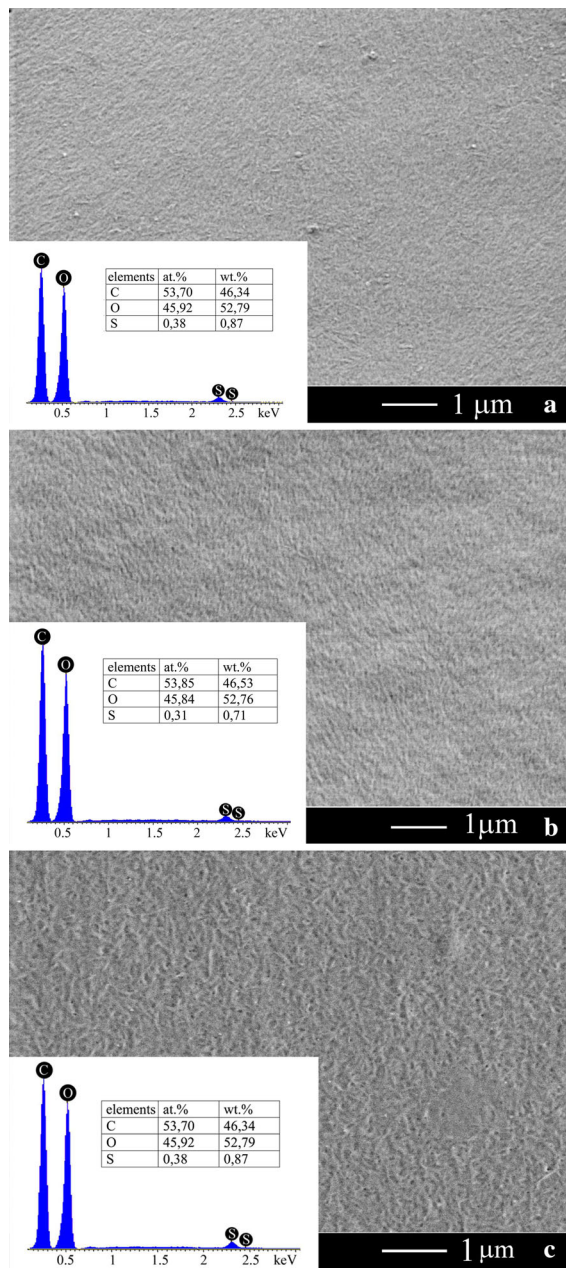 C O
elements at.% wt.%
C 53,70 46,34
O 45,92 52,79
S 0,38 0,87
S S
0.5 1 1.5 2 2.5 keV
1 µm a
C O
elements at.% wt.%
C 53,85 46,53
O 45,84 52,76
S 0,31 0,71
S S
0.5 1 1.5 2 2.5 keV
1µm b
C O
elements at.% wt.%
C 53,70 46,34
O 45,92 52,79
S 0,38 0,87
S S
0.5 1 1.5 2 2.5 keV
1µm c